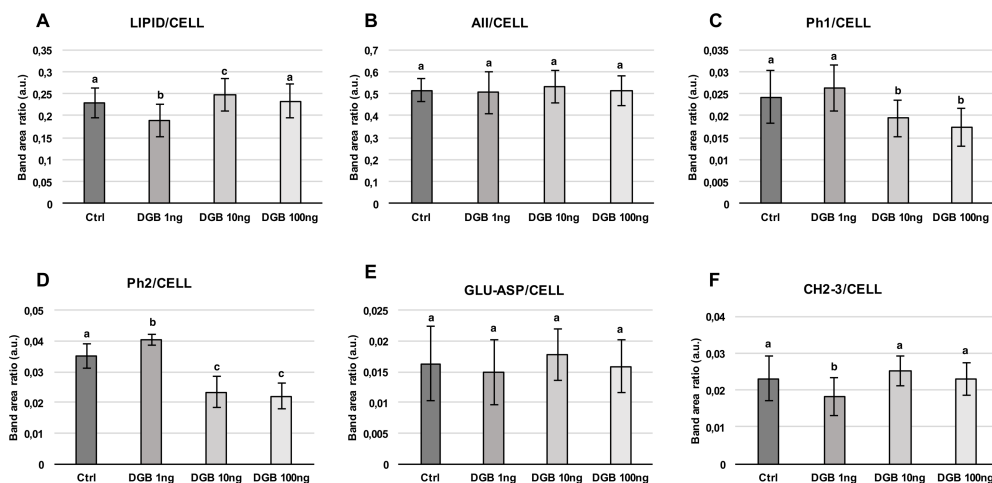 A
LIPID/CELL
Band area ratio (a.u.)
0,35
0,3
0,25
0,2
0,15
0,1
0,05
0
a
b
c
a
Ctrl
DGB 1ng
DGB 10ng
DGB 100ng
B
AII/CELL
Band area ratio (a.u.)
0,7
0,6
0,5
0,4
0,3
0,2
0,1
0
a
a
a
a
Ctrl
DGB 1ng
DGB 10ng
DGB 100ng
C
Ph1/CELL
Band area ratio (a.u.)
0,035
0,03
0,025
0,02
0,015
0,01
0,005
0
a
a
b
b
Ctrl
DGB 1ng
DGB 10ng
DGB 100ng
D
Ph2/CELL
Band area ratio (a.u.)
0,05
0,04
0,03
0,02
0,01
0
a
b
c
c
Ctrl
DGB 1ng
DGB 10ng
DGB 100ng
E
GLU-ASP/CELL
Band area ratio (a.u.)
0,025
0,02
0,015
0,01
0,005
0
a
a
a
a
Ctrl
DGB 1ng
DGB 10ng
DGB 100ng
F
CH2-3/CELL
Band area ratio (a.u.)
0,04
0,03
0,02
0,01
0
a
b
a
a
Ctrl
DGB 1ng
DGB 10ng
DGB 100ng